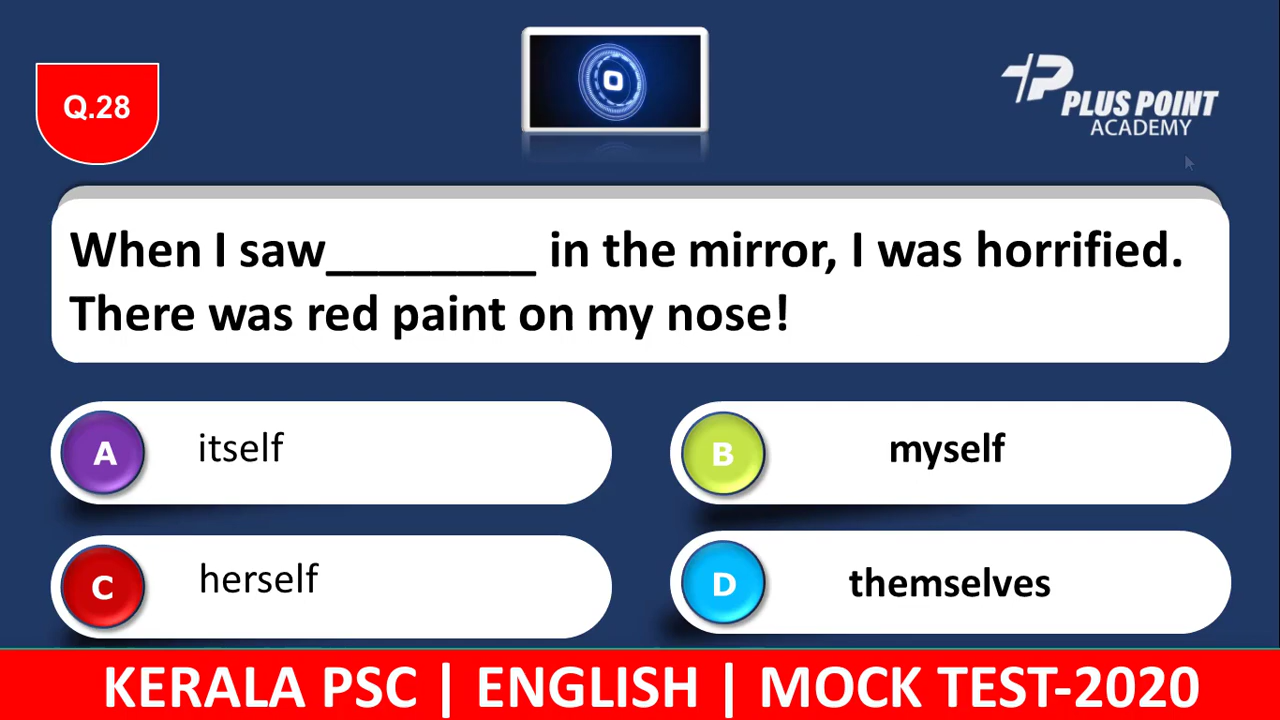 Q.28
PLUS POINT
ACADEMY
When I saw________ in the mirror, I was horrified.
There was red paint on my nose!
A itself
B myself
C herself
D themselves
KERALA PSC | ENGLISH | MOCK TEST-2020